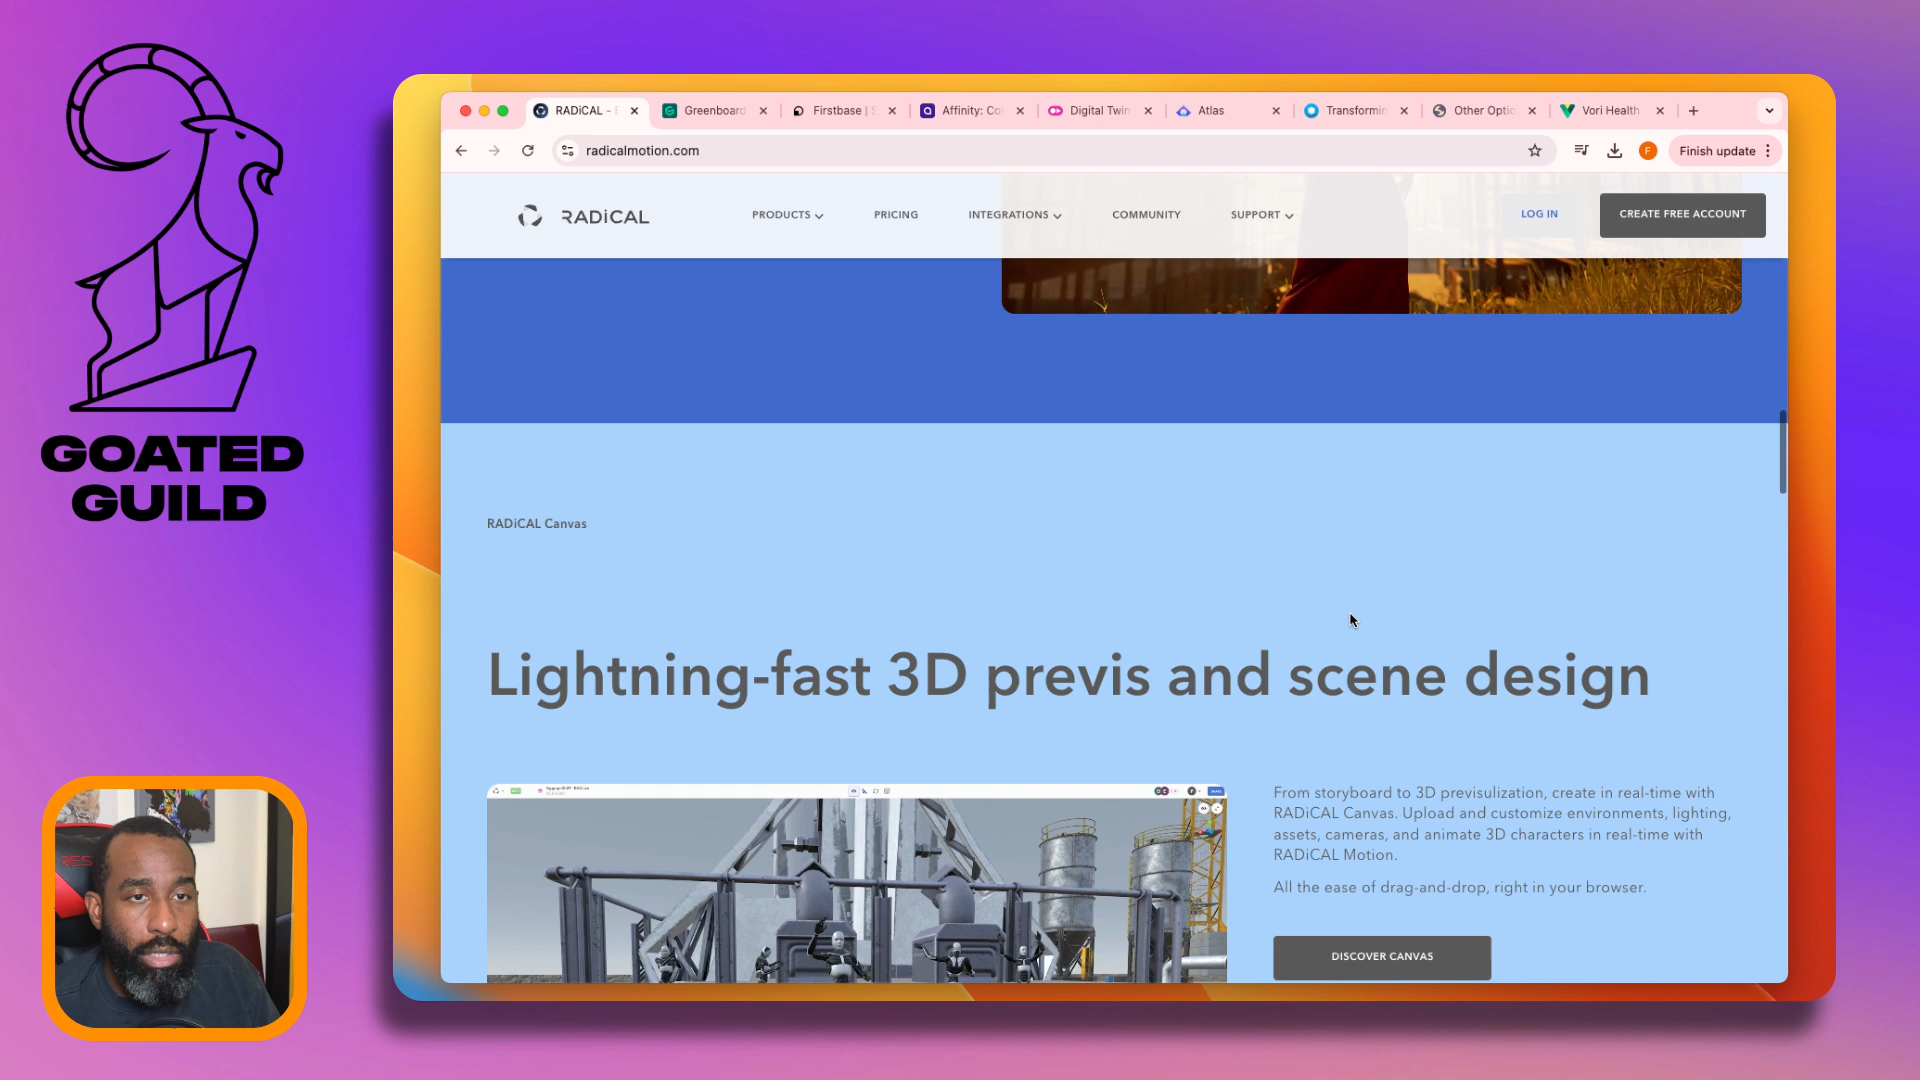 GOATED
GUILD
RADiCAL - E
Greenboard
Firstbase | S
Affinity: Co
Digital Twin
Atlas
Transformin
Other Optio
Vori Health
radicalmotion.com
F
Finish update
RADiCAL
PRODUCTS
PRICING
INTEGRATIONS
COMMUNITY
SUPPORT
LOG IN
CREATE FREE ACCOUNT
RADiCAL Canvas
Lightning-fast 3D previs and scene design
From storyboard to 3D previsulization, create in real-time with
RADiCAL Canvas. Upload and customize environments, lighting,
assets, cameras, and animate 3D characters in real-time with
RADiCAL Motion.
All the ease of drag-and-drop, right in your browser.
DISCOVER CANVAS